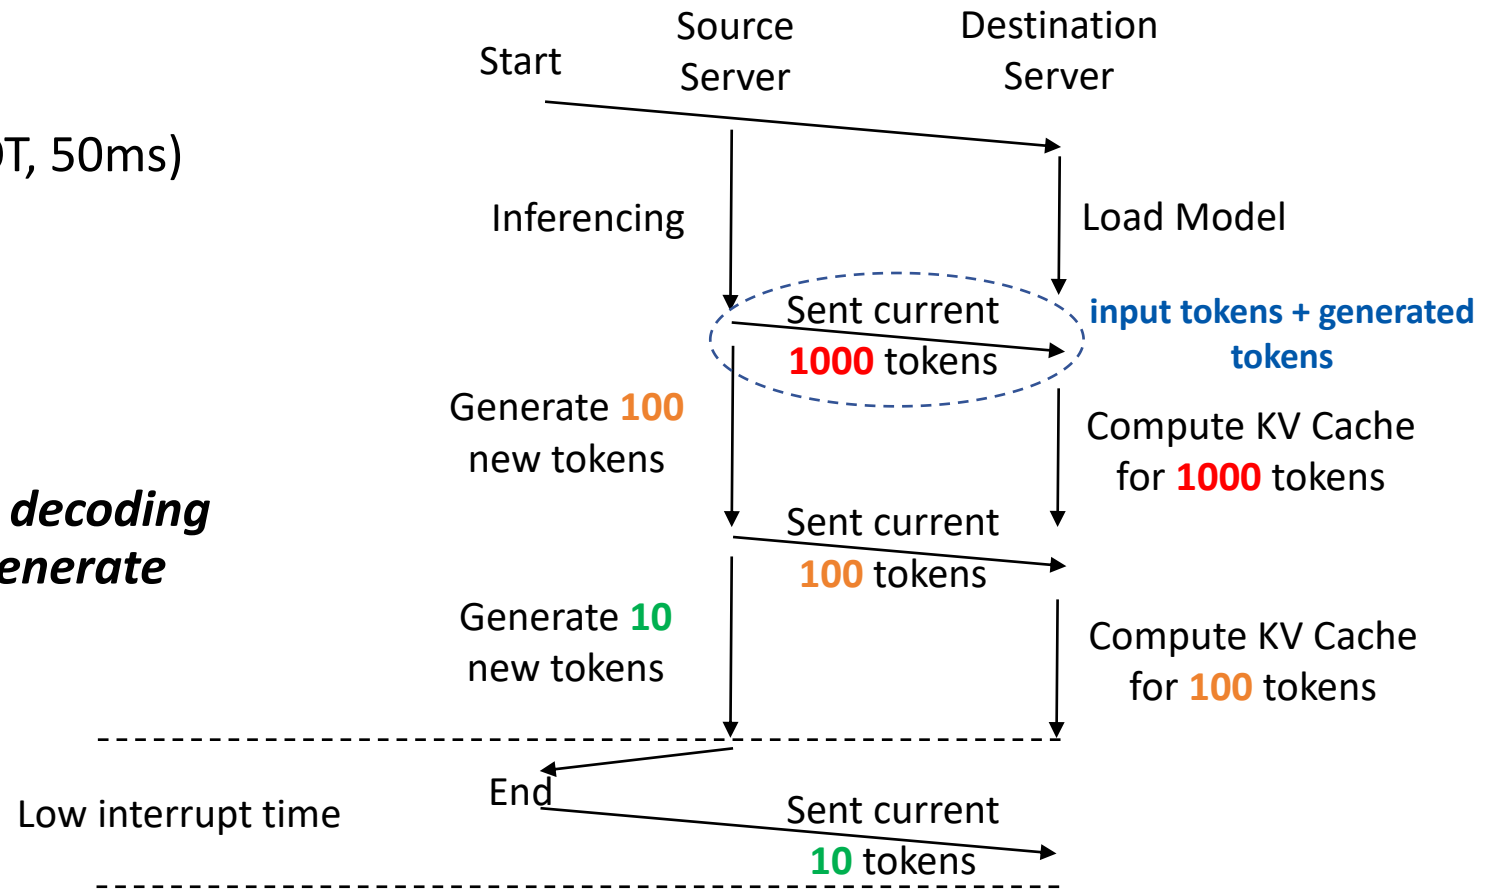 Source
Server
Destination
Server
Start
T, 50ms)
Inferencing
Load Model
Sent current
1000 tokens
input tokens + generated
tokens
Generate 100
new tokens
Compute KV Cache
for 1000 tokens
decoding
enerate
Sent current
100 tokens
Generate 10
new tokens
Compute KV Cache
for 100 tokens
Low interrupt time
End
Sent current
10 tokens